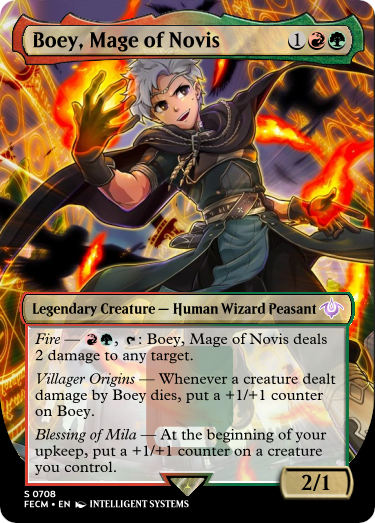 Boey, Mage of Novis 1
Legendary Creature — Human Wizard Peasant
Fire — , : Boey, Mage of Novis deals
2 damage to any target.
Villager Origins — Whenever a creature dealt
damage by Boey dies, put a +1/+1 counter
on Boey.
Blessing of Mila — At the beginning of your
upkeep, put a +1/+1 counter on a creature
you control.
2/1
S 0708
FECM • EN INTELLIGENT SYSTEMS